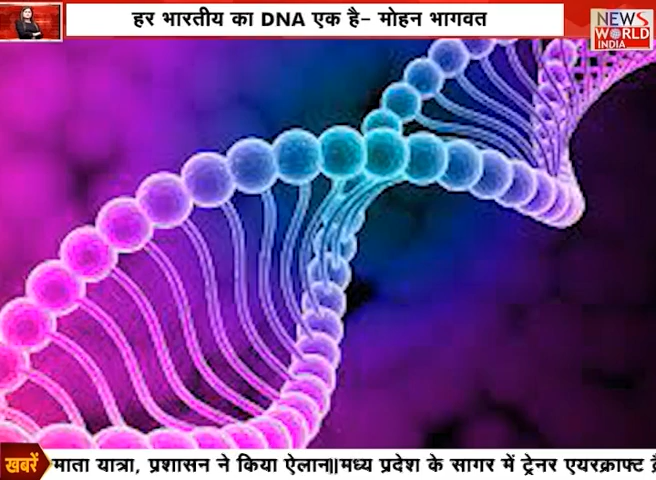 हर भारतीय का DNA एक है- मोहन भागवत
NEWS
WORLD
INDIA
खबरें
माता यात्रा, प्रशासन ने किया ऐलान||मध्य प्रदेश के सागर में ट्रेनर एयरक्राफ्ट